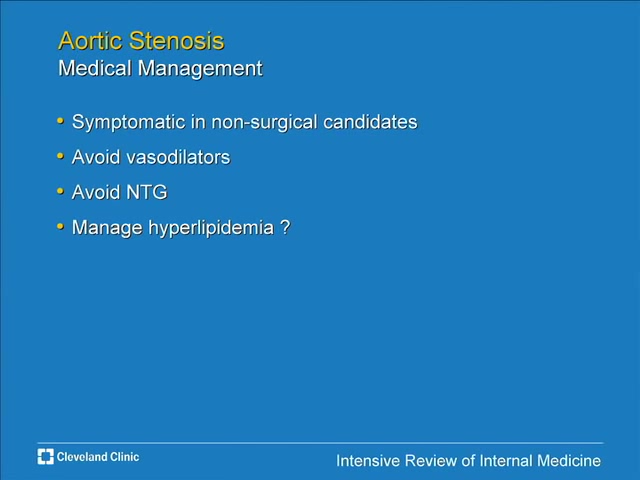 Aortic Stenosis
Medical Management
• Symptomatic in non-surgical candidates
• Avoid vasodilators
• Avoid NTG
• Manage hyperlipidemia ?
Cleveland Clinic
Intensive Review of Internal Medicine